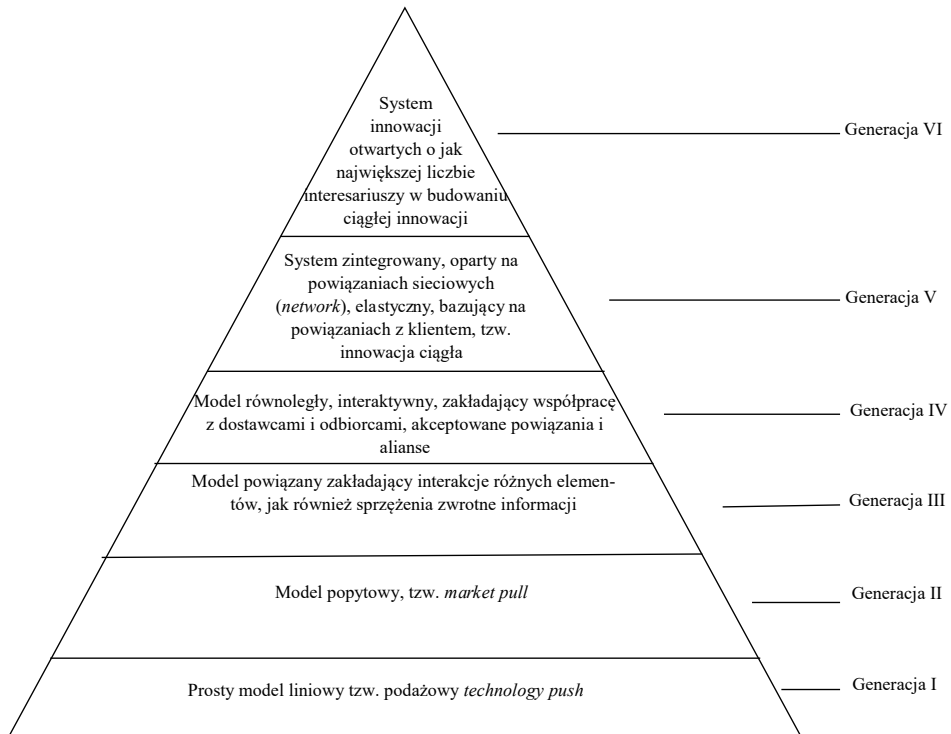 System
innowacji
otwartych o jak
największej liczbie
interesariuszy w budowaniu
ciągłej innowacji
Generacja VI
System zintegrowany, oparty na
powiązaniach sieciowych
(network), elastyczny, bazujący na
powiązaniach z klientem, tzw.
innowacja ciągła
Generacja V
Model równoległy, interaktywny, zakładający współpracę
z dostawcami i odbiorcami, akceptowane powiązania i
alianse
Generacja IV
Model powiązany zakładający interakcje różnych elemen-
tów, jak również sprzężenia zwrotne informacji
Generacja III
Model popytowy, tzw. market pull
Generacja II
Prosty model liniowy tzw. podażowy technology push
Generacja I